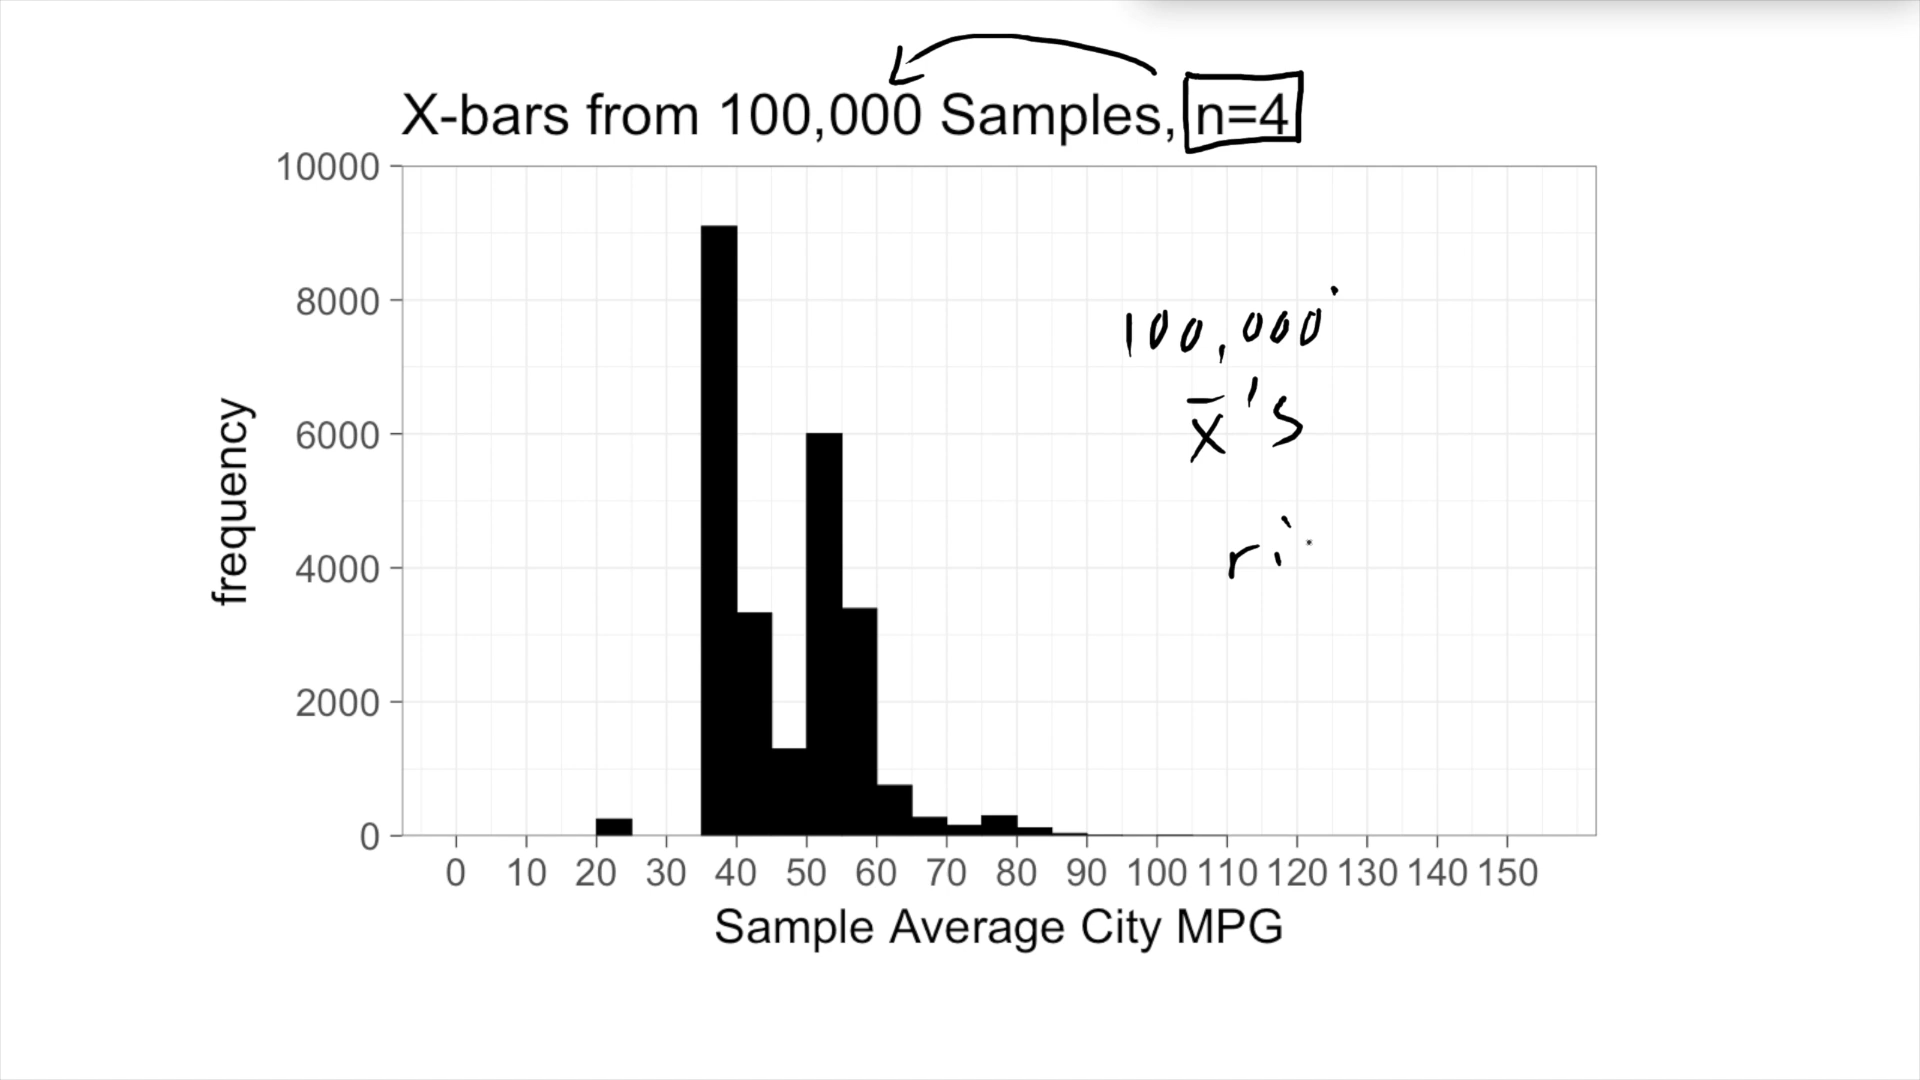 X-bars from 100,000 Samples, n=4
10000
8000
6000
4000
2000
0
frequency
100,000
x̄'s
ri
0 10 20 30 40 50 60 70 80 90 100 110 120 130 140 150
Sample Average City MPG